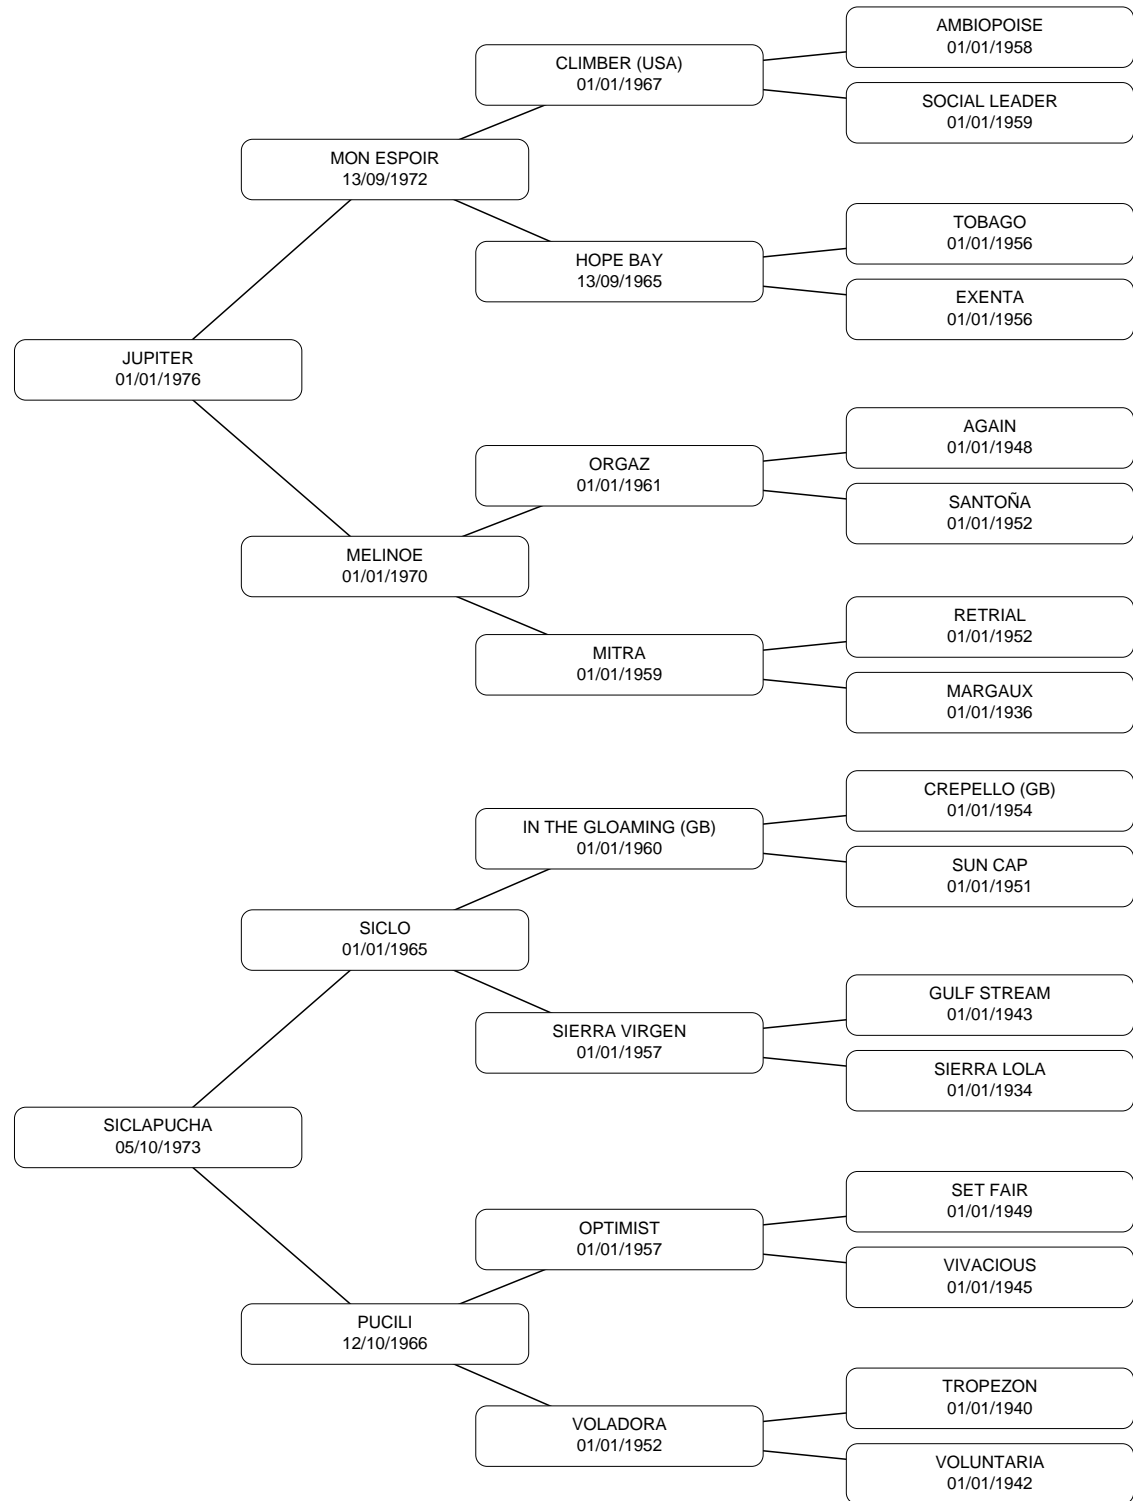 AMBIOPOISE
01/01/1958
CLIMBER (USA)
01/01/1967
SOCIAL LEADER
01/01/1959
MON ESPOIR
13/09/1972
TOBAGO
01/01/1956
HOPE BAY
13/09/1965
EXENTA
01/01/1956
JUPITER
01/01/1976
AGAIN
01/01/1948
ORGAZ
01/01/1961
SANTOÑA
01/01/1952
MELINOE
01/01/1970
RETRIAL
01/01/1952
MITRA
01/01/1959
MARGAUX
01/01/1936
CREPELLO (GB)
01/01/1954
IN THE GLOAMING (GB)
01/01/1960
SUN CAP
01/01/1951
SICLO
01/01/1965
GULF STREAM
01/01/1943
SIERRA VIRGEN
01/01/1957
SIERRA LOLA
01/01/1934
SICLAPUCHA
05/10/1973
SET FAIR
01/01/1949
OPTIMIST
01/01/1957
VIVACIOUS
01/01/1945
PUCILI
12/10/1966
TROPEZON
01/01/1940
VOLADORA
01/01/1952
VOLUNTARIA
01/01/1942